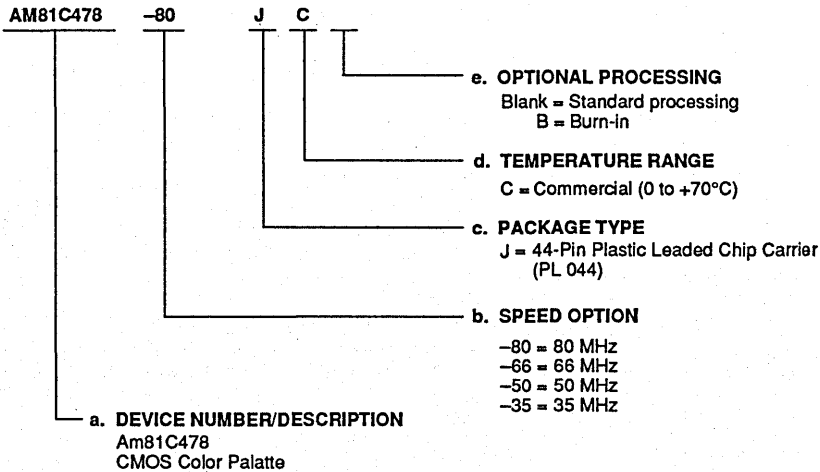 AM81C478 –80 J C
e. OPTIONAL PROCESSING
Blank = Standard processing
B = Burn-in
d. TEMPERATURE RANGE
C = Commercial (0 to +70°C)
c. PACKAGE TYPE
J = 44-Pin Plastic Leaded Chip Carrier
(PL 044)
b. SPEED OPTION
–80 = 80 MHz
–66 = 66 MHz
–50 = 50 MHz
–35 = 35 MHz
a. DEVICE NUMBER/DESCRIPTION
Am81C478
CMOS Color Palatte